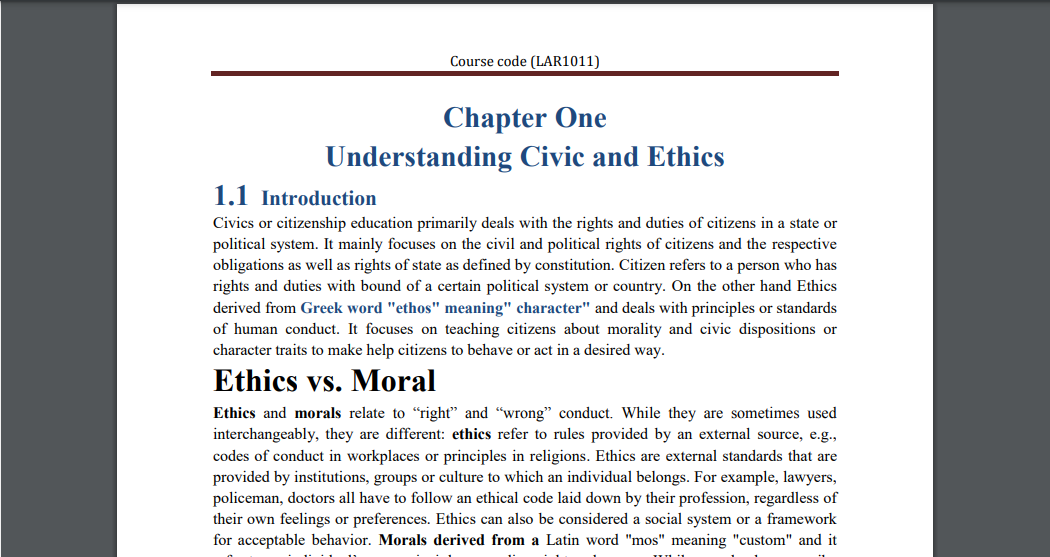 Course code (LAR1011)
Chapter One
Understanding Civic and Ethics
1.1 Introduction
Civics or citizenship education primarily deals with the rights and duties of citizens in a state or
political system. It mainly focuses on the civil and political rights of citizens and the respective
obligations as well as rights of state as defined by constitution. Citizen refers to a person who has
rights and duties with bound of a certain political system or country. On the other hand Ethics
derived from Greek word "ethos" meaning" character" and deals with principles or standards
of human conduct. It focuses on teaching citizens about morality and civic dispositions or
character traits to make help citizens to behave or act in a desired way.
Ethics vs. Moral
Ethics and morals relate to “right” and “wrong” conduct. While they are sometimes used
interchangeably, they are different: ethics refer to rules provided by an external source, e.g.,
codes of conduct in workplaces or principles in religions. Ethics are external standards that are
provided by institutions, groups or culture to which an individual belongs. For example, lawyers,
policeman, doctors all have to follow an ethical code laid down by their profession, regardless of
their own feelings or preferences. Ethics can also be considered a social system or a framework
for acceptable behavior. Morals derived from a Latin word "mos" meaning "custom" and it